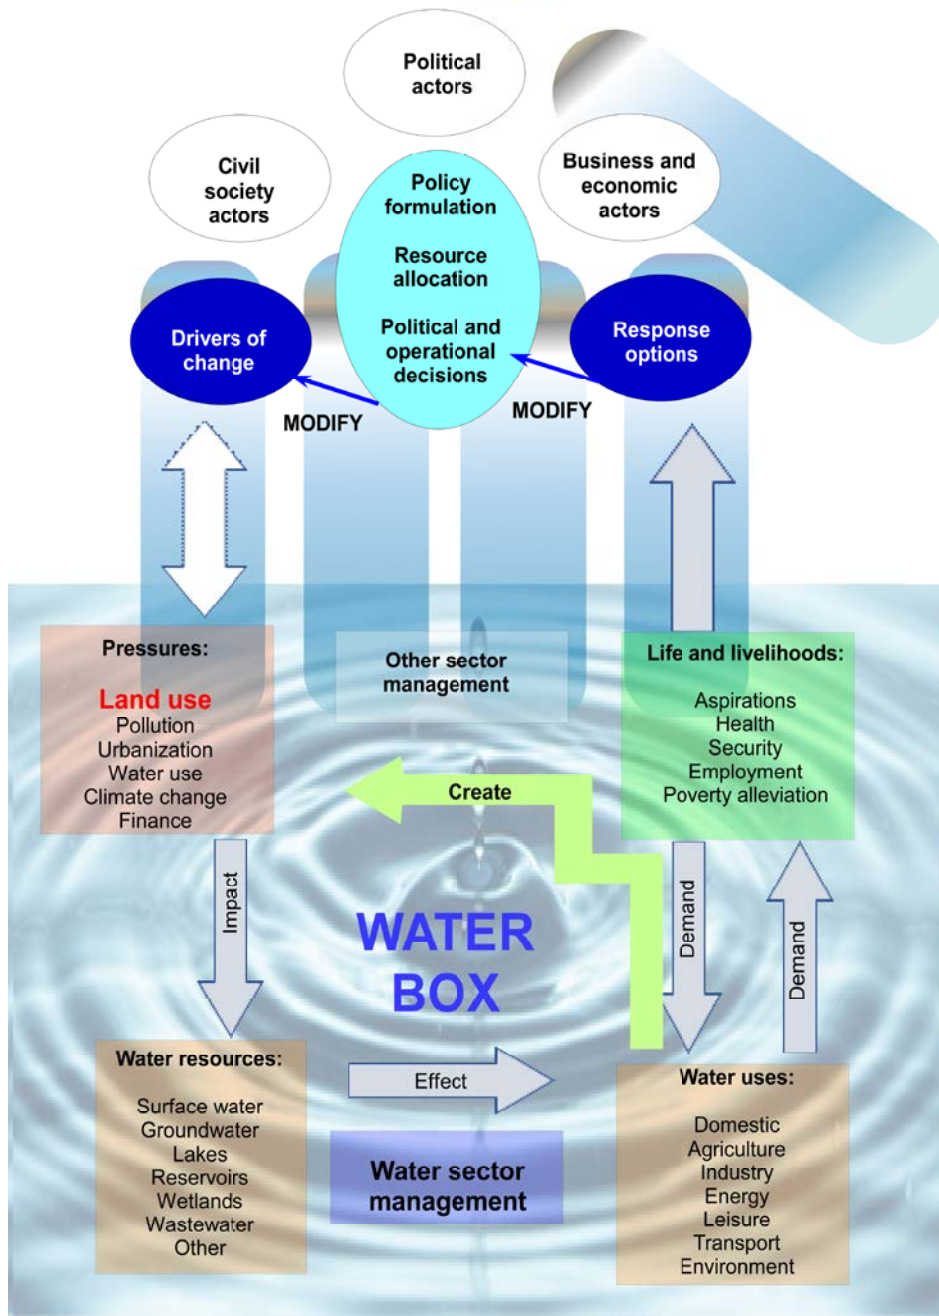 Political
actors
Civil
society
actors
Business and
economic
actors
Policy
formulation
Resource
allocation
Political and
operational
decisions
Drivers of
change
Response
options
MODIFY
MODIFY
Pressures:
Land use
Pollution
Urbanization
Water use
Climate change
Finance
Other sector
management
Life and livelihoods:
Aspirations
Health
Security
Employment
Poverty alleviation
Create
Impact
WATER
BOX
Demand
Demand
Water resources:
Surface water
Groundwater
Lakes
Reservoirs
Wetlands
Wastewater
Other
Effect
Water sector
management
Water uses:
Domestic
Agriculture
Industry
Energy
Leisure
Transport
Environment